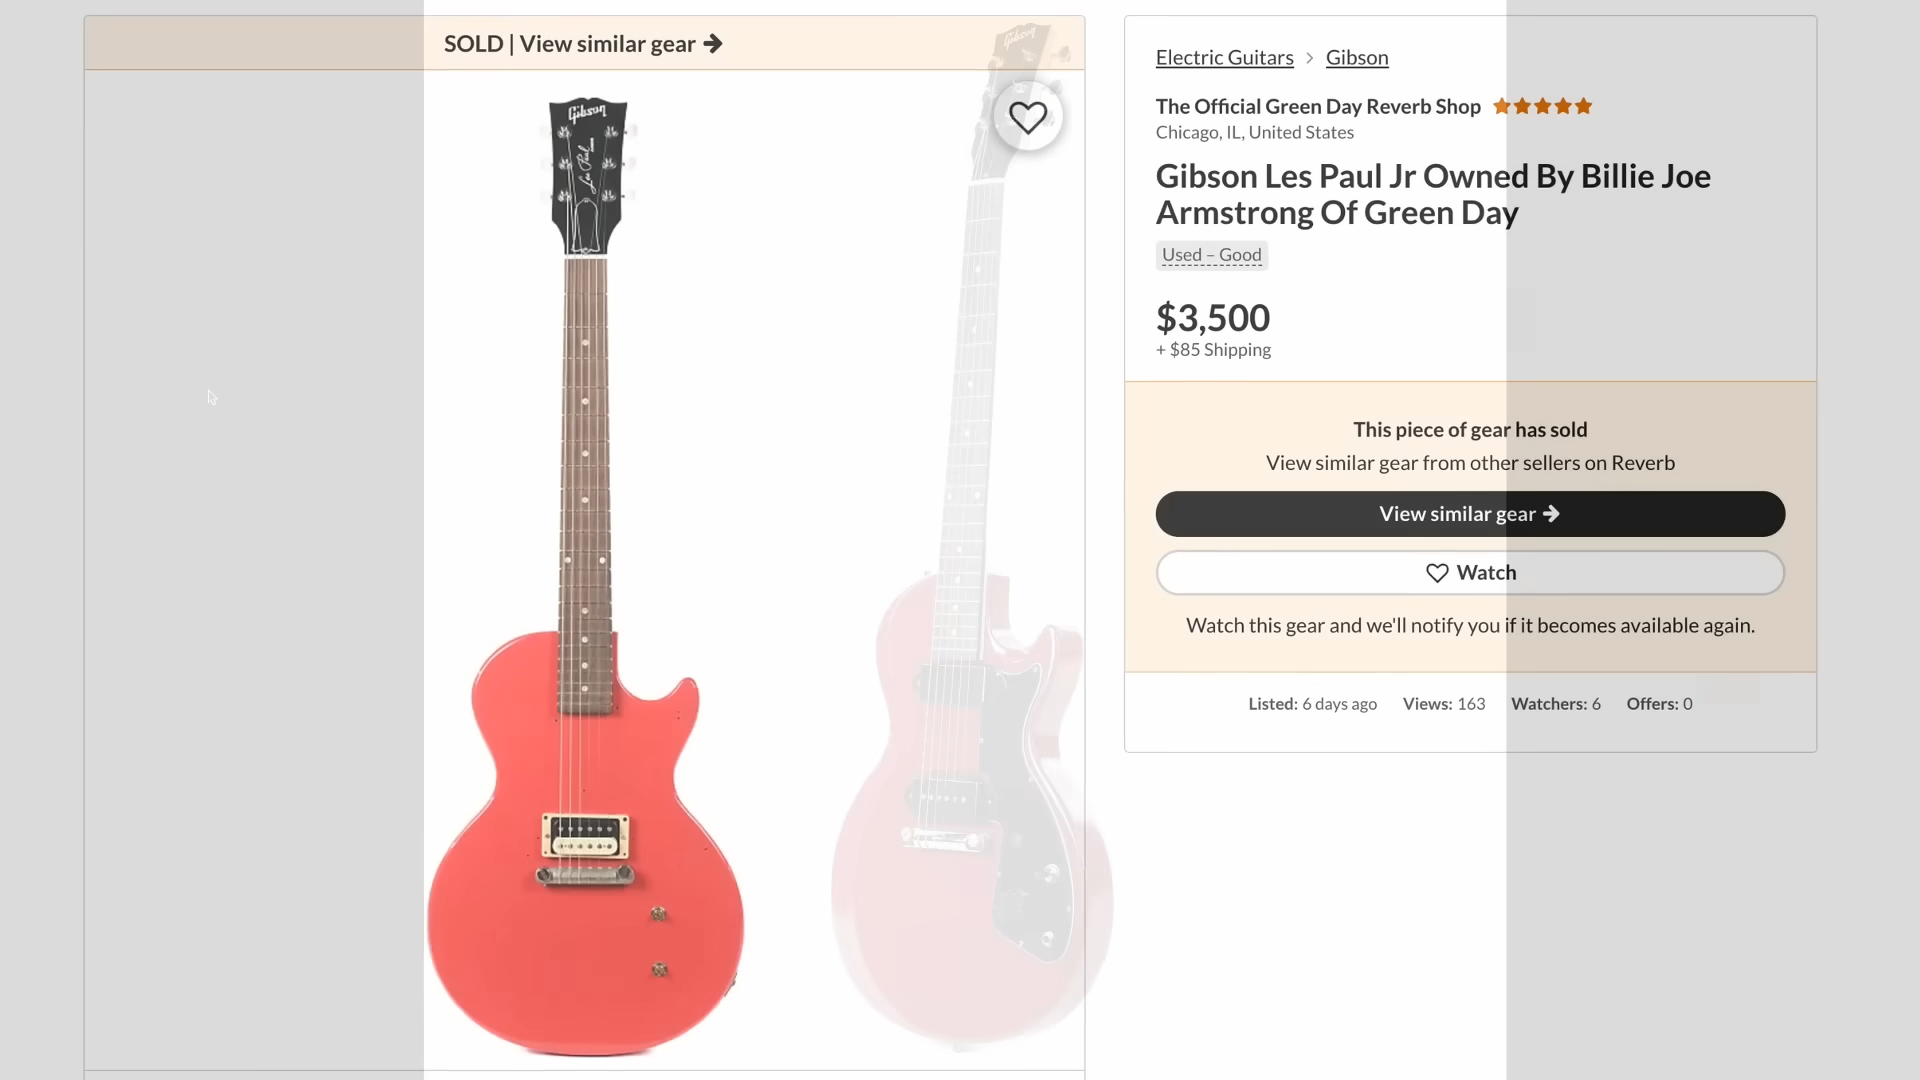 SOLD | View similar gear →
Gibson
Les Paul
Gibson
Electric Guitars > Gibson
The Official Green Day Reverb Shop
Chicago, IL, United States
Gibson Les Paul Jr Owned By Billie Joe
Armstrong Of Green Day
Used – Good
$3,500
+ $85 Shipping
This piece of gear has sold
View similar gear from other sellers on Reverb
View similar gear →
Watch
Watch this gear and we'll notify you if it becomes available again.
Listed: 6 days ago Views: 163 Watchers: 6 Offers: 0